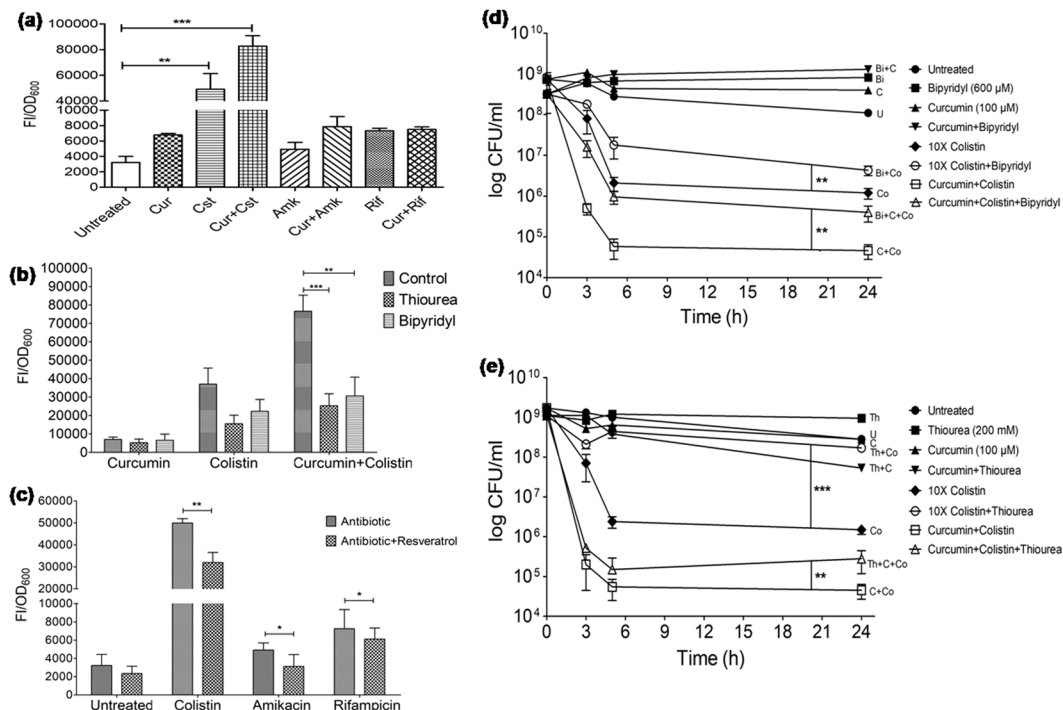 (a)
100000
80000
60000
40000
12000
10000
8000
6000
4000
2000
0
FI/OD600
***
**
Untreated
Cur
Cst
Cur+Cst
Amk
Cur+Amk
Rif
Cur+Rif
(b)
100000
90000
80000
70000
60000
50000
40000
30000
20000
10000
0
FI/OD600
Control
Thiourea
Bipyridyl
**
***
Curcumin
Colistin
Curcumin+Colistin
(c)
60000
50000
40000
30000
10000
8000
6000
4000
2000
0
FI/OD600
Antibiotic
Antibiotic+Resveratrol
**
*
*
Untreated
Colistin
Amikacin
Rifampicin
(d)
10^10
10^9
10^8
10^7
10^6
10^5
10^4
log CFU/ml
0 3 6 9 12 15 18 21 24
Time (h)
Bi+C
Bi
C
U
Bi+Co
**
Co
Bi+C+Co
**
C+Co
Untreated
Bipyridyl (600 µM)
Curcumin (100 µM)
Curcumin+Bipyridyl
10X Colistin
10X Colistin+Bipyridyl
Curcumin+Colistin
Curcumin+Colistin+Bipyridyl
(e)
10^10
10^9
10^8
10^7
10^6
10^5
10^4
log CFU/ml
0 3 6 9 12 15 18 21 24
Time (h)
Th
U
C
Th+Co
Th+C
***
Co
Th+C+Co
**
C+Co
Untreated
Thiourea (200 mM)
Curcumin (100 µM)
Curcumin+Thiourea
10X Colistin
10X Colistin+Thiourea
Curcumin+Colistin
Curcumin+Colistin+Thiourea